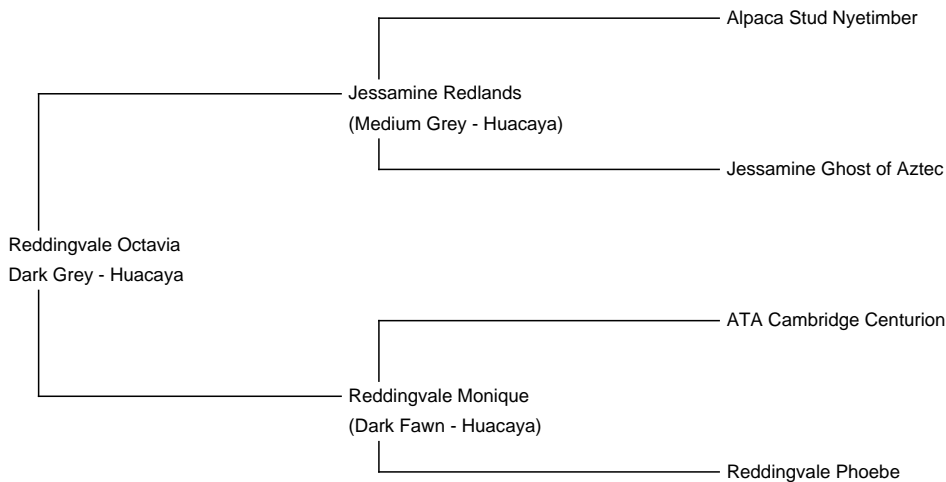 Alpaca Stud Nyetimber
Jessamine Redlands
(Medium Grey - Huacaya)
Jessamine Ghost of Aztec
Reddingvale Octavia
Dark Grey - Huacaya
ATA Cambridge Centurion
Reddingvale Monique
(Dark Fawn - Huacaya)
Reddingvale Phoebe